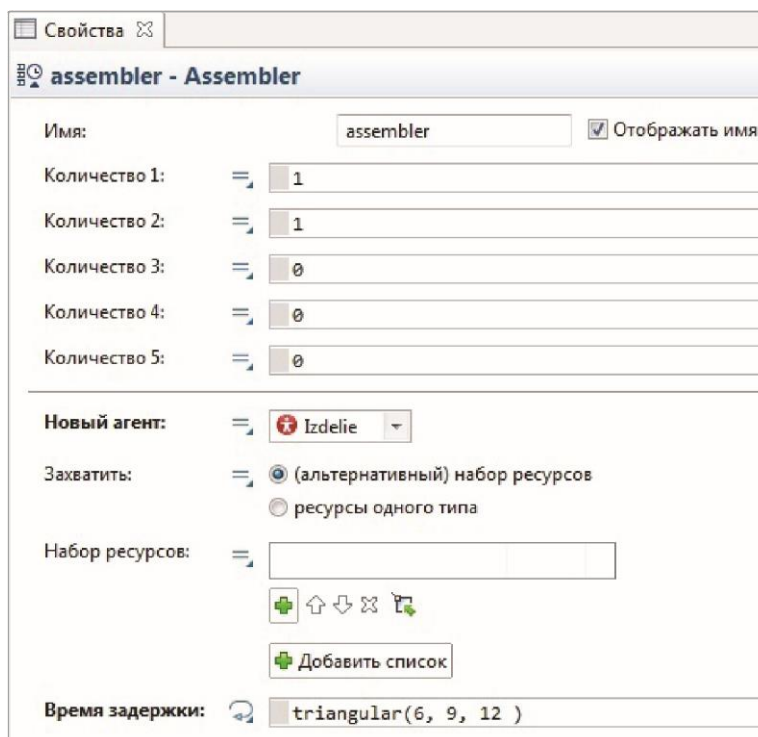 Свойства
assembler - Assembler
Имя: assembler Отображать имя
Количество 1: 1
Количество 2: 1
Количество 3: 0
Количество 4: 0
Количество 5: 0
Новый агент: Izdelie
Захватить: (альтернативный) набор ресурсов
ресурсы одного типа
Набор ресурсов:
Добавить список
Время задержки: triangular(6, 9, 12 )